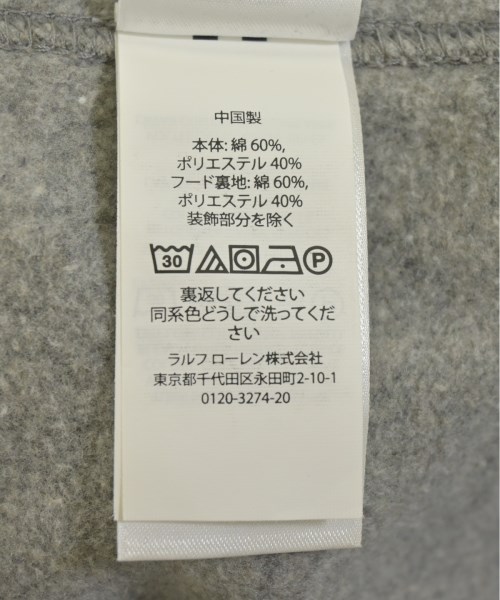 中国製
本体: 綿 60%,
ポリエステル 40%
フード裏地: 綿 60%,
ポリエステル 40%
装飾部分を除く
30 P
裏返してください
同系色どうしで洗ってくだ
さい
ラルフ ローレン株式会社
東京都千代田区永田町2-10-1
0120-3274-20